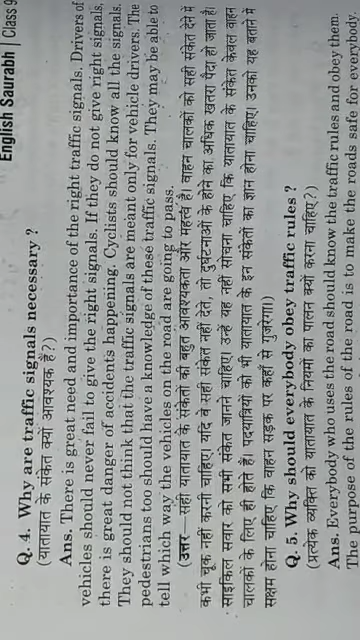 English Saurabh | Class 9
Q. 4. Why are traffic signals necessary ?
(यातायात के संकेत क्यों आवश्यक हैं?)
Ans. There is great need and importance of the right traffic signals. Drivers of
vehicles should never fail to give the right signals. If they do not give right signals,
there is great danger of accidents happening. Cyclists should know all the signals.
They should not think that the traffic signals are meant only for vehicle drivers. The
pedestrians too should have a knowledge of these traffic signals. They may be able to
tell which way the vehicles on the road are going to pass.
(उत्तर—सही यातायात के संकेतों की बहुत आवश्यकता और महत्त्व है। वाहन चालकों को सही संकेत देने में
कभी चूक नहीं करनी चाहिए। यदि वे सही संकेत नहीं देते, तो दुर्घटनाओं के होने का अधिक खतरा पैदा हो जाता है।
साइकिल सवार को सभी संकेत जानने चाहिए। उन्हें यह नहीं सोचना चाहिए कि यातायात के संकेत केवल वाहन
चालकों के लिए ही होते हैं। पदयात्रियों को भी यातायात के इन संकेतों का ज्ञान होना चाहिए। उनको यह बताने में
सक्षम होना चाहिए कि वाहन सड़क पर कहाँ से गुजरेगा।)
Q. 5. Why should everybody obey traffic rules ?
(प्रत्येक व्यक्ति को यातायात के नियमों का पालन क्यों करना चाहिए?)
Ans. Everybody who uses the road should know the traffic rules and obey them.
The purpose of the rules of the road is to make the roads safe for everybody.